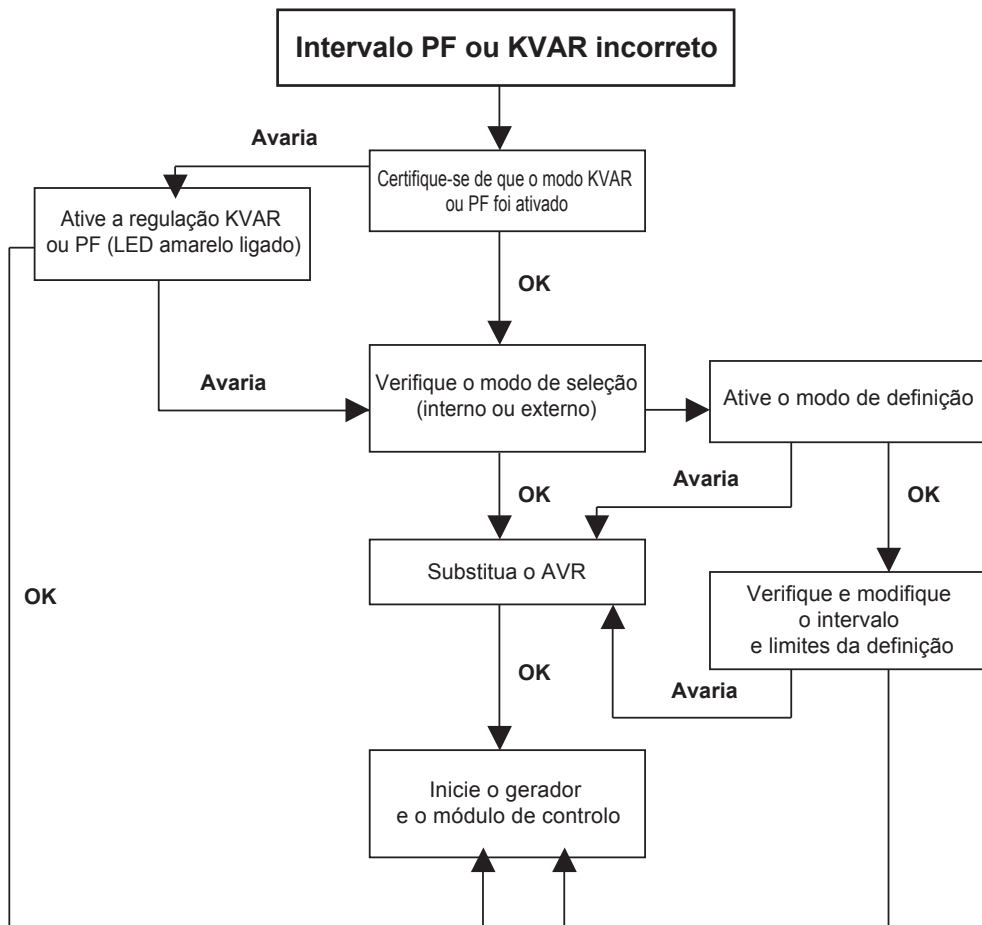 Intervalo PF ou KVAR incorreto
Avaria
Certifique-se de que o modo KVAR
ou PF foi ativado
Ative a regulação KVAR
ou PF (LED amarelo ligado)
OK
Avaria
Verifique o modo de seleção
(interno ou externo)
Ative o modo de definição
OK
Avaria
OK
Substitua o AVR
OK
Verifique e modifique
o intervalo
e limites da definição
OK
Avaria
Inicie o gerador
e o módulo de controlo